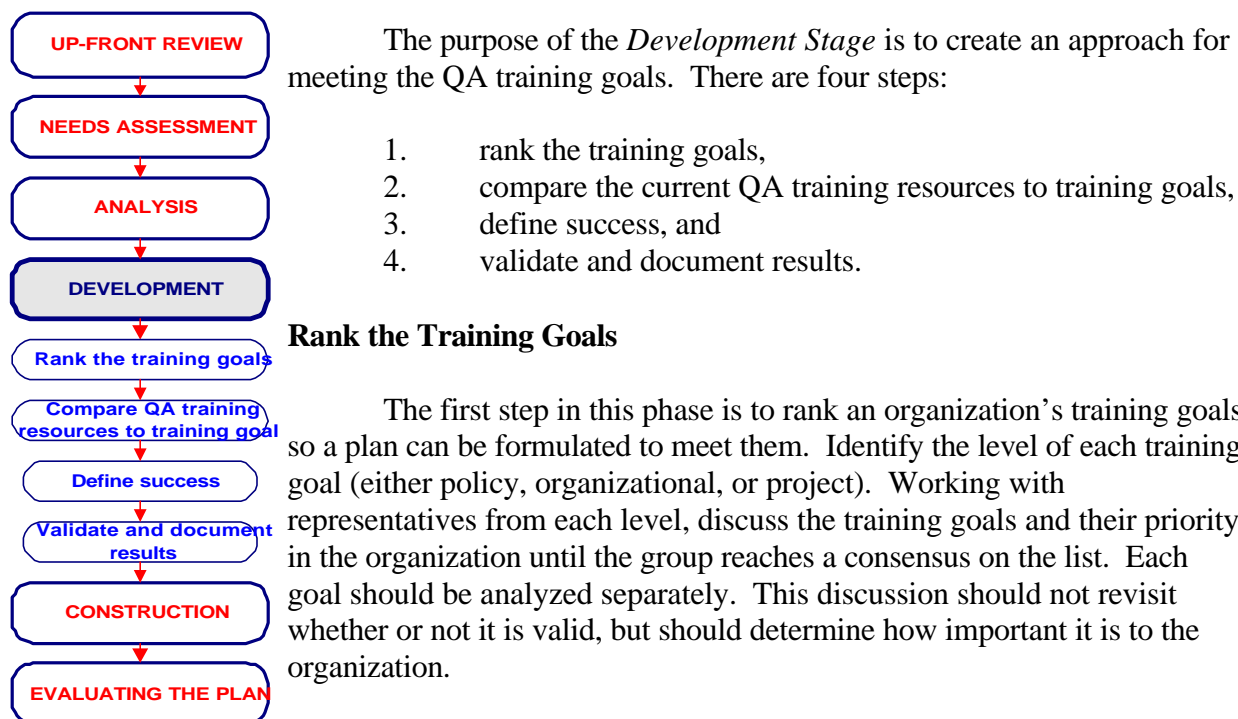 UP-FRONT REVIEW
NEEDS ASSESSMENT
ANALYSIS
DEVELOPMENT
Rank the training goals
Compare QA training
resources to training goal
Define success
Validate and document
results
CONSTRUCTION
EVALUATING THE PLAN
The purpose of the Development Stage is to create an approach for
meeting the QA training goals. There are four steps:
1. rank the training goals,
2. compare the current QA training resources to training goals,
3. define success, and
4. validate and document results.
Rank the Training Goals
The first step in this phase is to rank an organization’s training goals
so a plan can be formulated to meet them. Identify the level of each training
goal (either policy, organizational, or project). Working with
representatives from each level, discuss the training goals and their priority
in the organization until the group reaches a consensus on the list. Each
goal should be analyzed separately. This discussion should not revisit
whether or not it is valid, but should determine how important it is to the
organization.